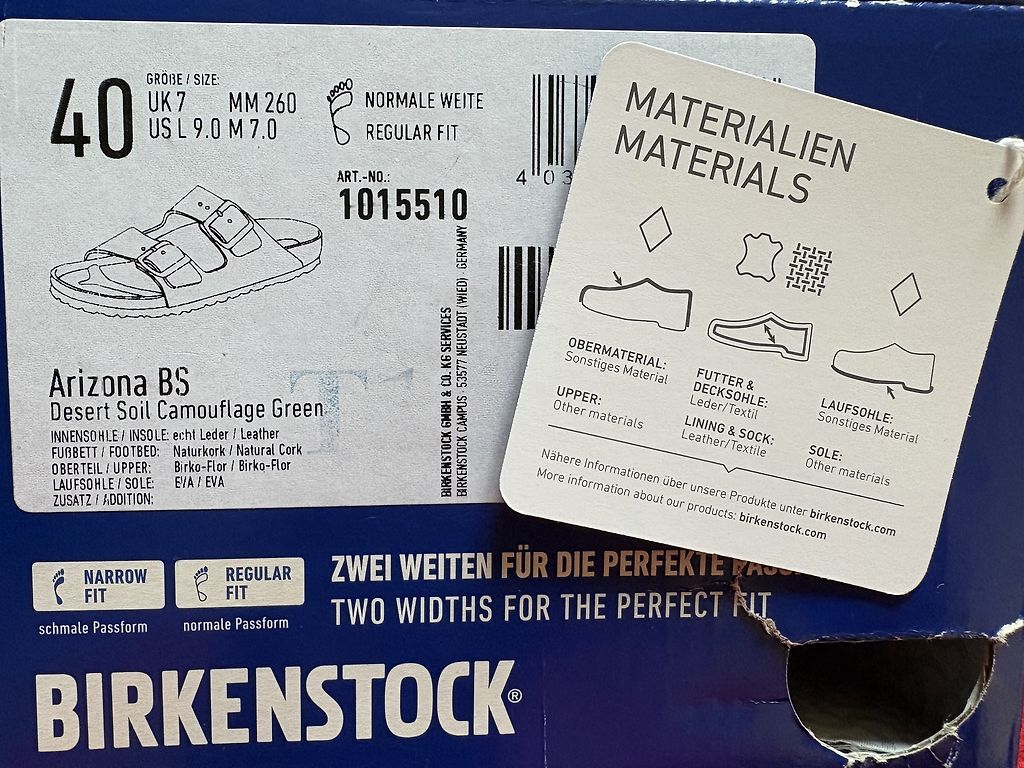 40
GRÖßE / SIZE:
UK 7 MM 260
US L 9.0 M 7.0
NORMALE WEITE
REGULAR FIT
ART.-NO.:
1015510
4 03
Arizona BS
Desert Soil Camouflage Green
INNENSOHLE / INSOLE: echt Leder / Leather
FUßBETT / FOOTBED: Naturkork / Natural Cork
OBERTEIL / UPPER: Birko-Flor / Birko-Flor
LAUFSOHLE / SOLE: EVA / EVA
ZUSATZ / ADDITION:
BIRKENSTOCK GMBH & CO. KG SERVICES
BIRKENSTOCK CAMPUS 53577 NEUSTADT (WIED) GERMANY
MATERIALIEN
MATERIALS
OBERMATERIAL:
Sonstiges Material
UPPER:
Other materials
FUTTER &
DECKSOHLE:
Leder/Textil
LINING & SOCK:
Leather/Textile
LAUFSOHLE:
Sonstiges Material
SOLE:
Other materials
Nähere Informationen über unsere Produkte unter birkenstock.com
More information about our products: birkenstock.com
NARROW
FIT
schmale Passform
REGULAR
FIT
normale Passform
ZWEI WEITEN FÜR DIE PERFEKTE
TWO WIDTHS FOR THE PERFECT FIT
BIRKENSTOCK®